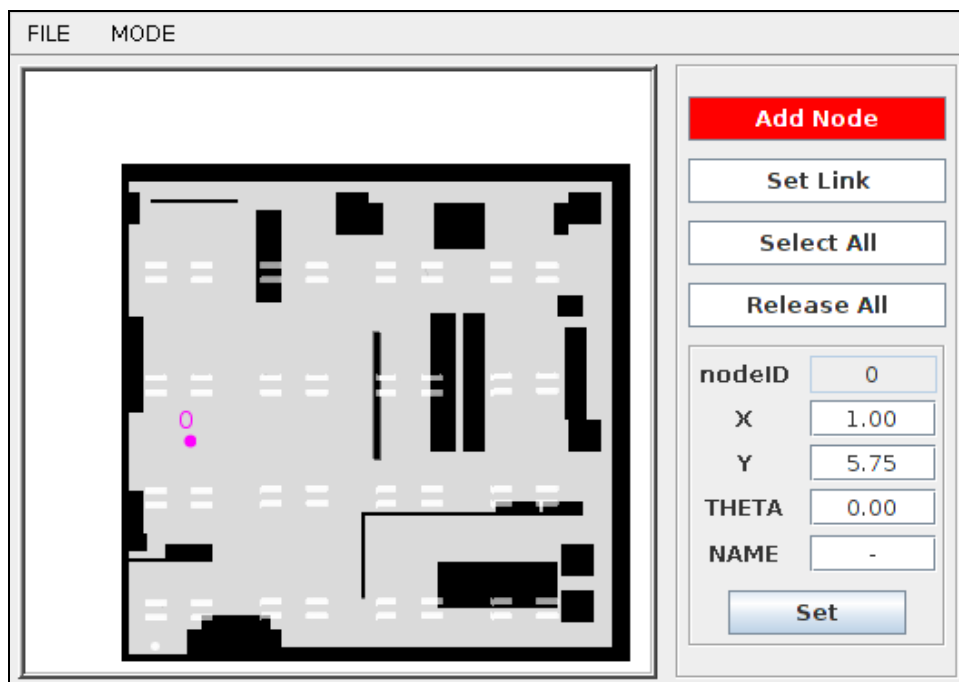 FILE MODE
Add Node
Set Link
Select All
Release All
0
nodeID 0
X 1.00
Y 5.75
THETA 0.00
NAME -
Set